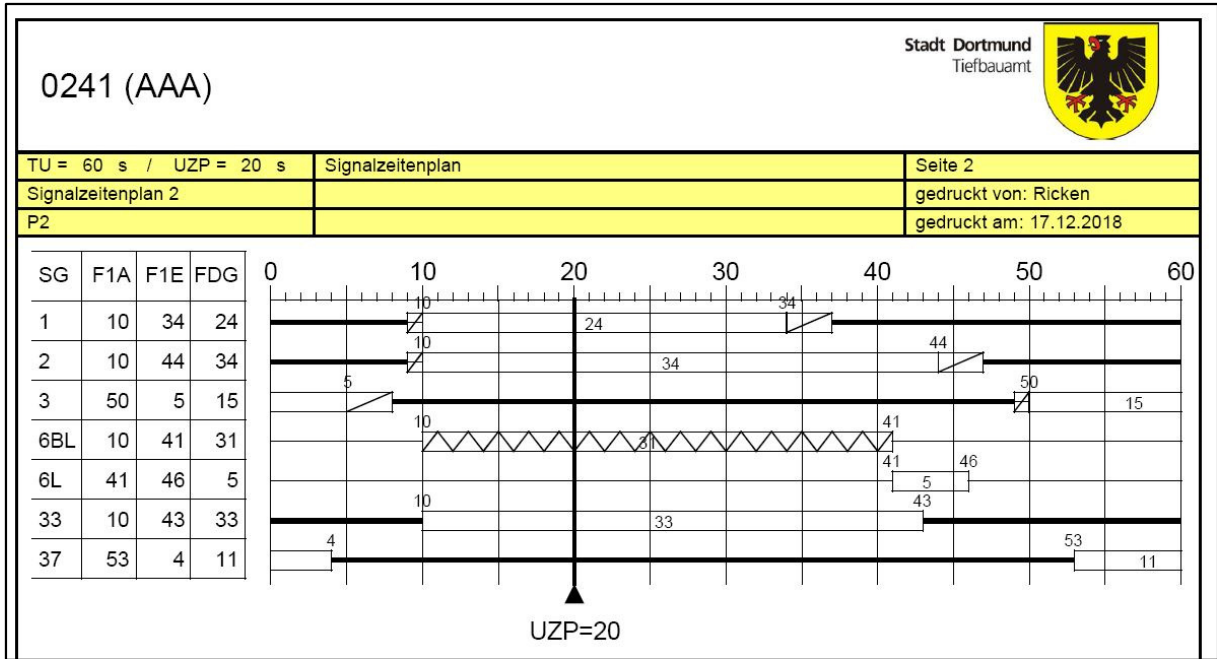 Stadt Dortmund
Tiefbauamt
0241 (AAA)
TU = 60 s / UZP = 20 s Signalzeitenplan Seite 2
Signalzeitenplan 2 gedruckt von: Ricken
P2 gedruckt am: 17.12.2018
SG F1A F1E FDG 0 10 20 30 40 50 60
10 34
1 10 34 24 24
10 44
2 10 44 34 34
5 50
3 50 5 15 15
10 41
6BL 10 41 31 31
41 46
6L 41 46 5 5
10 43
33 10 43 33 33
4 53
37 53 4 11 11
UZP=20